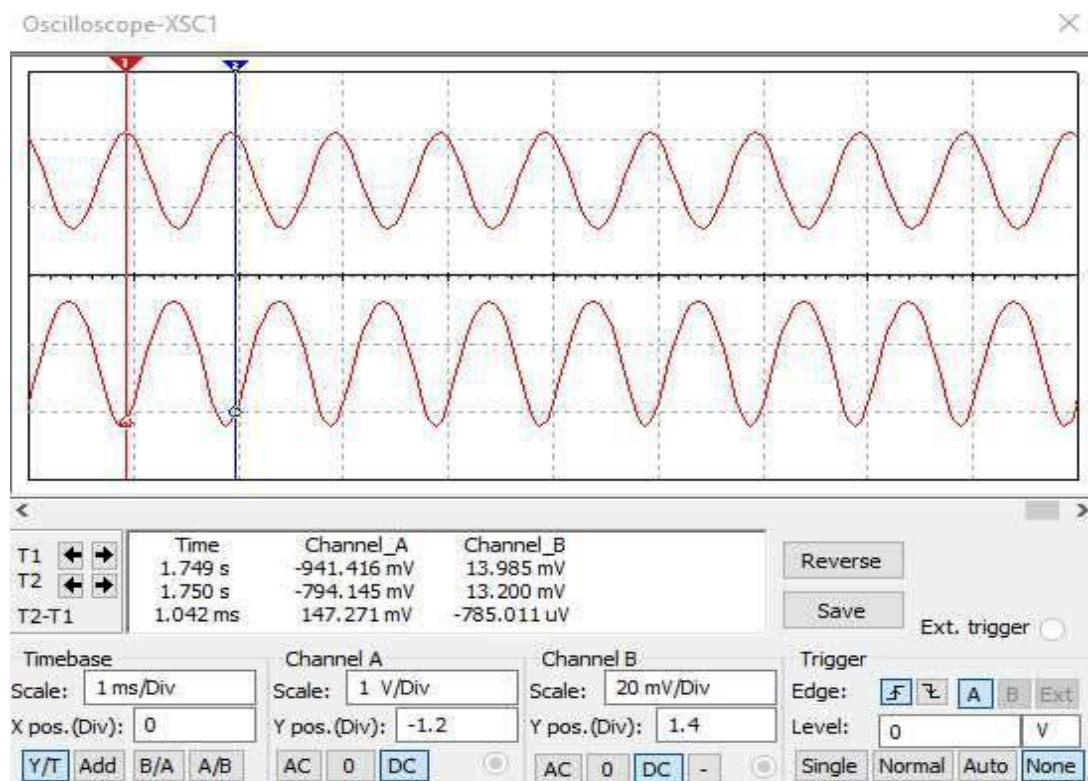 Oscilloscope-XSC1
1
2
Time Channel_A Channel_B
T1 1.749 s -941.416 mV 13.985 mV
T2 1.750 s -794.145 mV 13.200 mV
T2-T1 1.042 ms 147.271 mV -785.011 uV
Reverse
Save
Ext. trigger
Timebase Channel A Channel B Trigger
Scale: 1 ms/Div Scale: 1 V/Div Scale: 20 mV/Div Edge: A B Ext
X pos.(Div): 0 Y pos.(Div): -1.2 Y pos.(Div): 1.4 Level: 0 V
Y/T Add B/A A/B AC 0 DC AC 0 DC - Single Normal Auto None